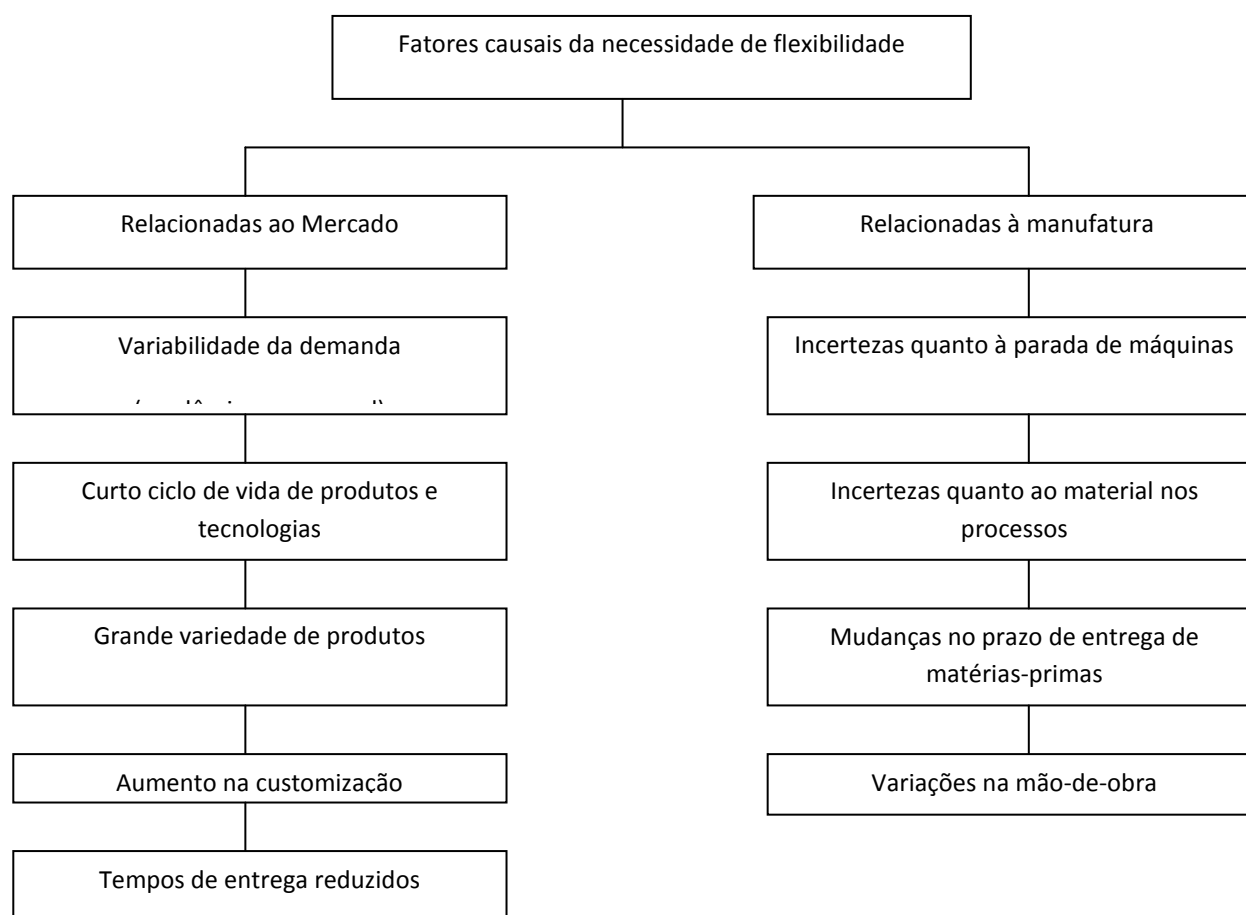 Fatores causais da necessidade de flexibilidade
Relacionadas ao Mercado
Variabilidade da demanda
Curto ciclo de vida de produtos e
tecnologias
Grande variedade de produtos
Aumento na customização
Tempos de entrega reduzidos
Relacionadas à manufatura
Incertezas quanto à parada de máquinas
Incertezas quanto ao material nos
processos
Mudanças no prazo de entrega de
matérias-primas
Variações na mão-de-obra